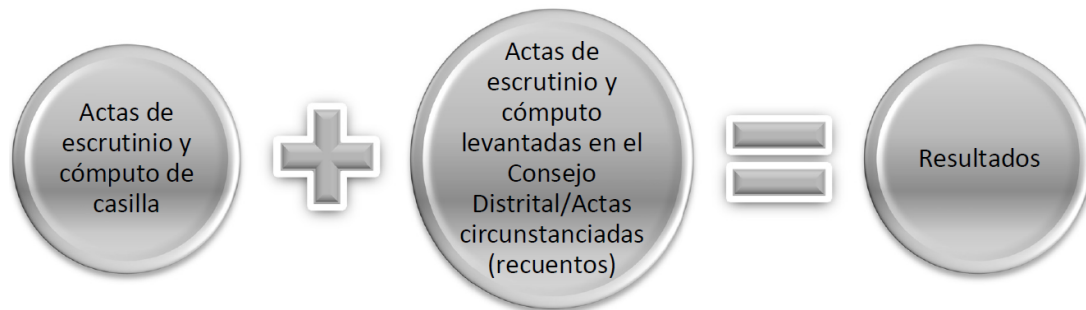 Actas de
escrutinio y
cómputo de
casilla
Actas de
escrutinio y
cómputo
levantadas en el
Consejo
Distrital/Actas
circunstanciadas
(recuentos)
Resultados